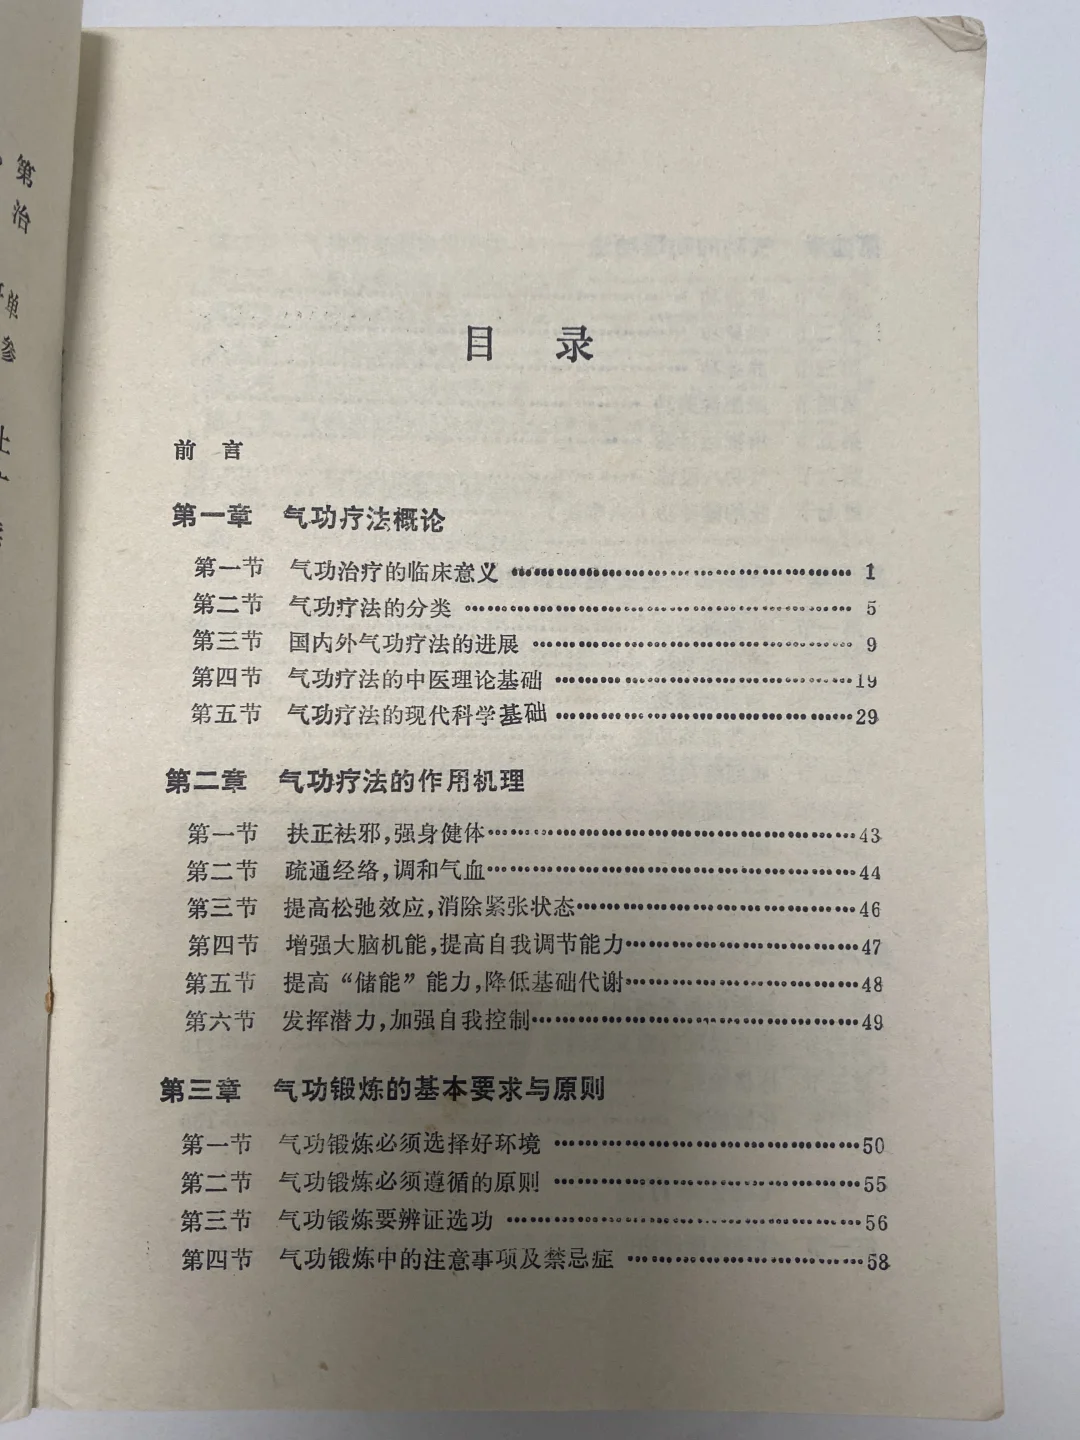 目 录
前 言
第一章 气功疗法概论
第一节 气功治疗的临床意义 …… 1
第二节 气功疗法的分类 …… 5
第三节 国内外气功疗法的进展 …… 9
第四节 气功疗法的中医理论基础 …… 19
第五节 气功疗法的现代科学基础 …… 29
第二章 气功疗法的作用机理
第一节 扶正祛邪,强身健体 …… 43
第二节 疏通经络,调和气血 …… 44
第三节 提高松弛效应,消除紧张状态 …… 46
第四节 增强大脑机能,提高自我调节能力 …… 47
第五节 提高“储能”能力,降低基础代谢 …… 48
第六节 发挥潜力,加强自我控制 …… 49
第三章 气功锻炼的基本要求与原则
第一节 气功锻炼必须选择好环境 …… 50
第二节 气功锻炼必须遵循的原则 …… 55
第三节 气功锻炼要辨证选功 …… 56
第四节 气功锻炼中的注意事项及禁忌症 …… 58